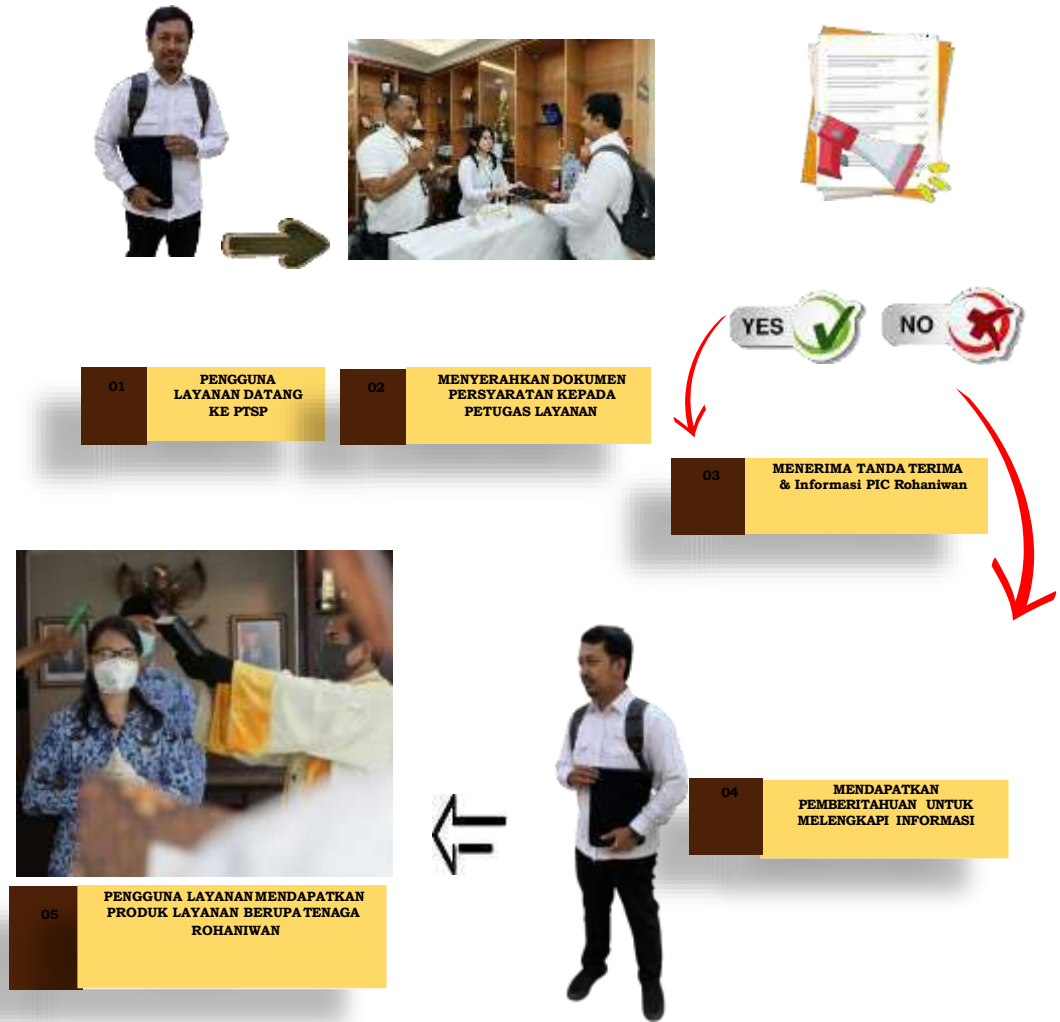 YES
NO
01
PENGGUNA
LAYANAN DATANG
KE PTSP
02
MENYERAHKAN DOKUMEN
PERSYARATAN KEPADA
PETUGAS LAYANAN
03
MENERIMA TANDA TERIMA
& Informasi PIC Rohaniwan
04
MENDAPATKAN
PEMBERITAHUAN UNTUK
MELENGKAPI INFORMASI
05
PENGGUNA LAYANAN MENDAPATKAN
PRODUK LAYANAN BERUPA TENAGA
ROHANIWAN